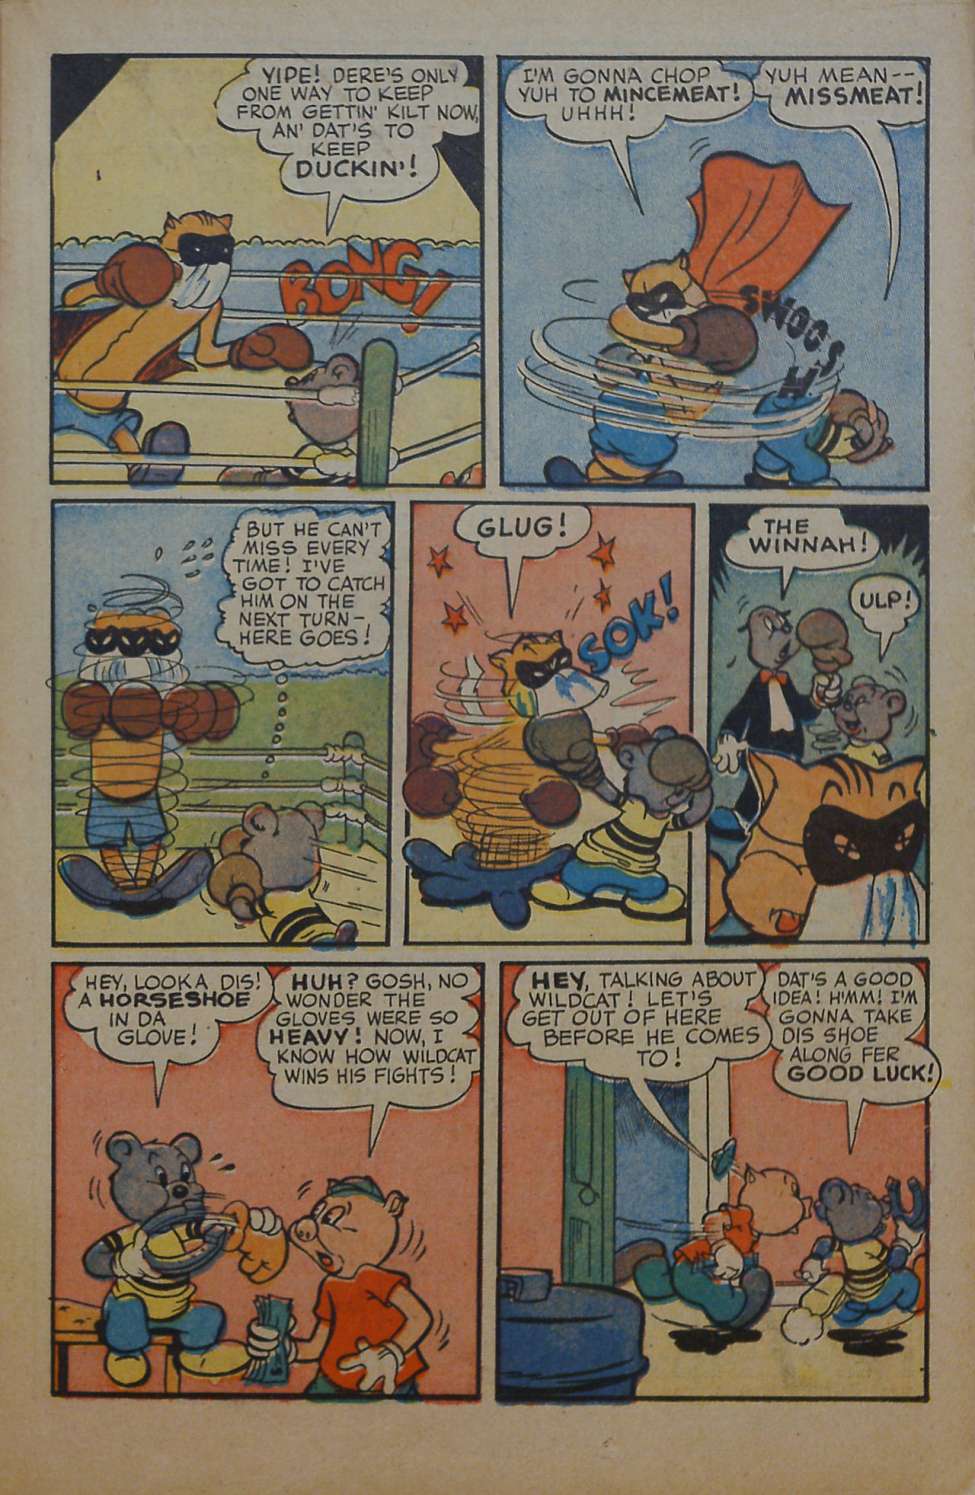 YIPE! DERE'S ONLY
ONE WAY TO KEEP
FROM GETTIN' KILT NOW,
AN' DAT'S TO
KEEP
DUCKIN'!
BONG!
I'M GONNA CHOP
YUH TO MINCEMEAT!
UHHH!
YUH MEAN--
MISSMEAT!
SWOOSH
BUT HE CAN'T
MISS EVERY
TIME! I'VE
GOT TO CATCH
HIM ON THE
NEXT TURN-
HERE GOES!
GLUG!
SOK!
THE
WINNAH!
ULP!
HEY, LOOKA DIS!
A HORSESHOE
IN DA
GLOVE!
HUH? GOSH, NO
WONDER THE
GLOVES WERE SO
HEAVY! NOW, I
KNOW HOW WILDCAT
WINS HIS FIGHTS!
HEY, TALKING ABOUT
WILDCAT! LET'S
GET OUT OF HERE
BEFORE HE COMES
TO!
DAT'S A GOOD
IDEA! H'MM! I'M
GONNA TAKE
DIS SHOE
ALONG FER
GOOD LUCK!